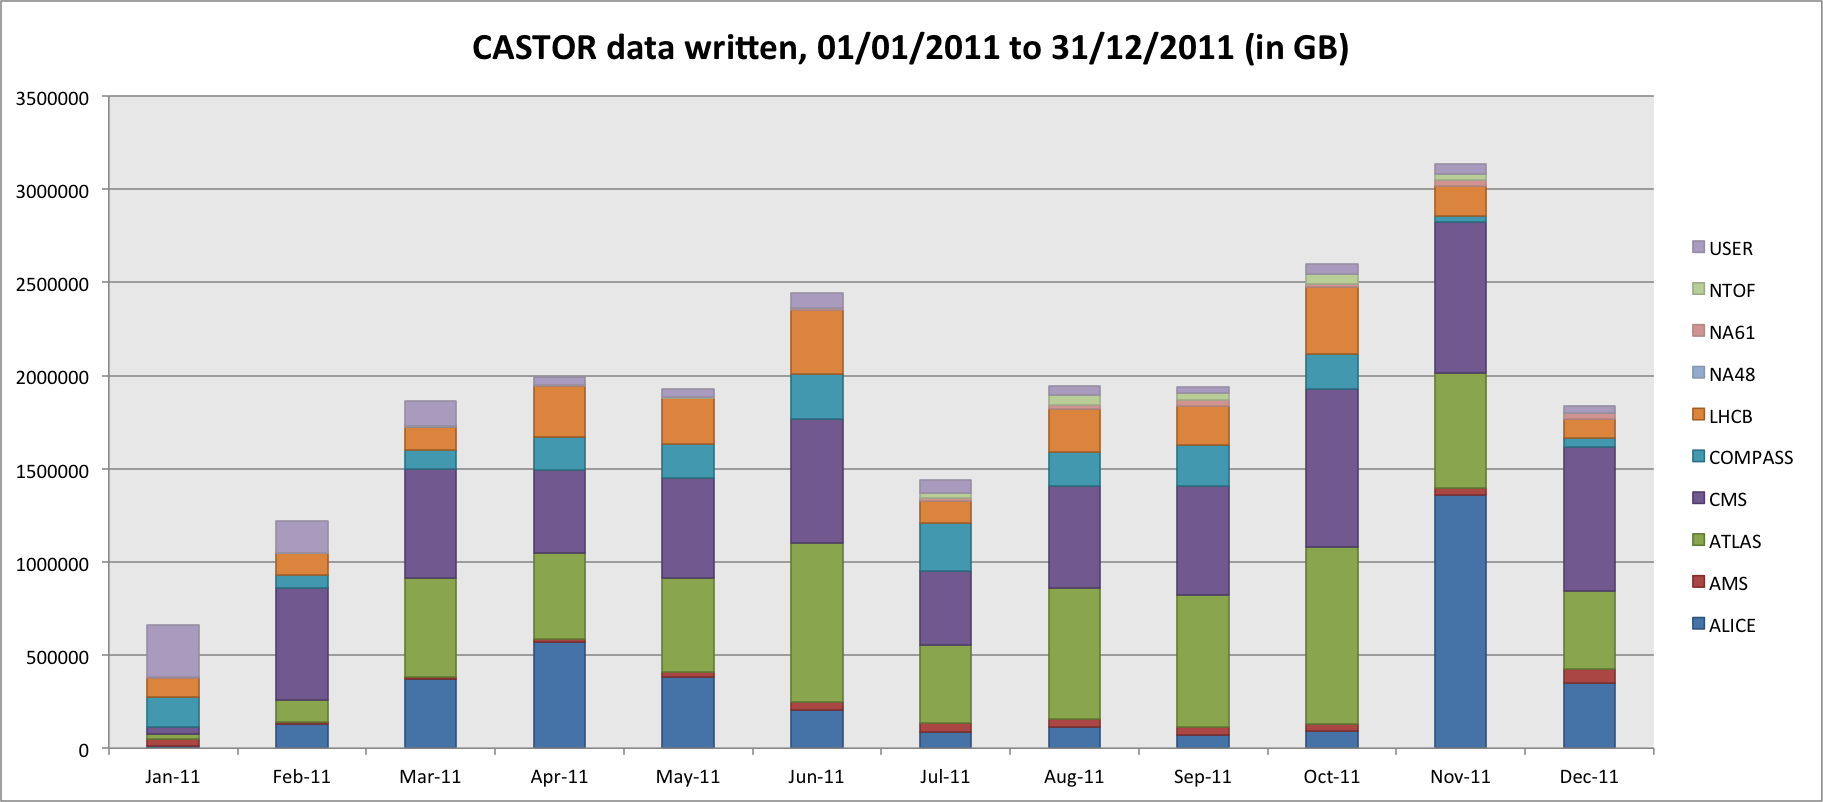 CASTOR data written, 01/01/2011 to 31/12/2011 (in GB)
3500000
3000000
2500000
2000000
1500000
1000000
500000
0
Jan-11 Feb-11 Mar-11 Apr-11 May-11 Jun-11 Jul-11 Aug-11 Sep-11 Oct-11 Nov-11 Dec-11
USER
NTOF
NA61
NA48
LHCB
COMPASS
CMS
ATLAS
AMS
ALICE